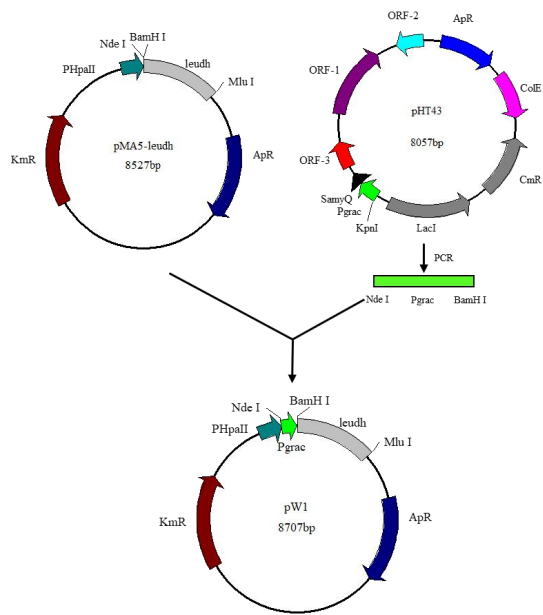 BamH I
Nde I
leudh
PHpaII
Mlu I
pMA5-leudh
8527bp
KmR
ApR
ORF-2
ApR
ORF-1
ColE
pHT43
8057bp
ORF-3
CmR
SamyQ
Pgrac
KpnI
LacI
PCR
Nde I Pgrac BamH I
BamH I
Nde I
leudh
PHpaII
Pgrac
Mlu I
pW1
8707bp
KmR
ApR